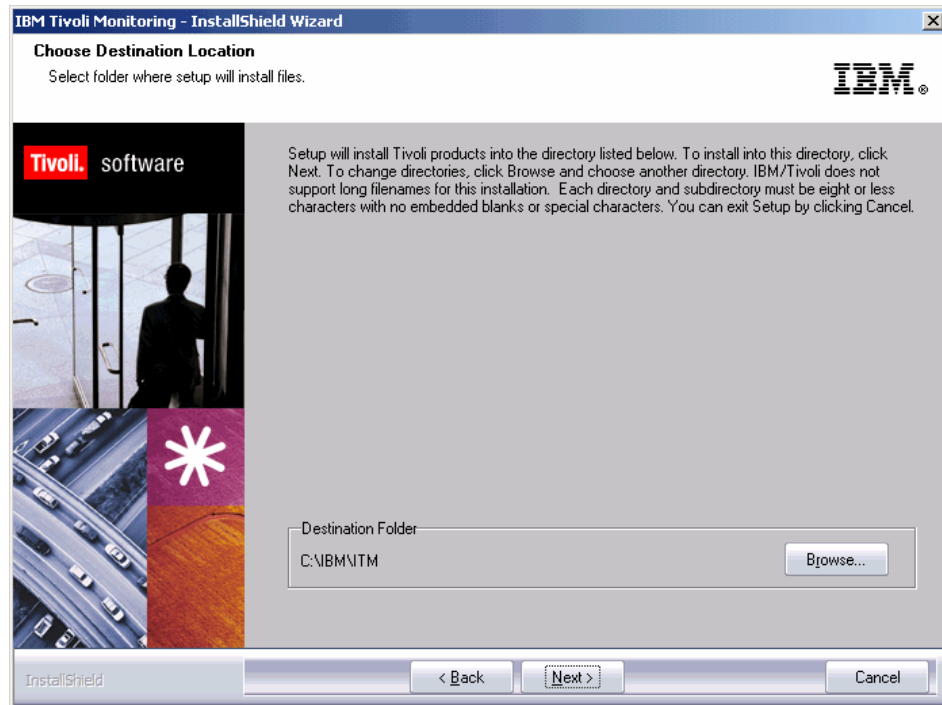 IBM Tivoli Monitoring - InstallShield Wizard
Choose Destination Location
Select folder where setup will install files.
IBM®
Tivoli. software
Setup will install Tivoli products into the directory listed below. To install into this directory, click
Next. To change directories, click Browse and choose another directory. IBM/Tivoli does not
support long filenames for this installation. Each directory and subdirectory must be eight or less
characters with no embedded blanks or special characters. You can exit Setup by clicking Cancel.
Destination Folder
C:\IBM\ITM
Browse...
InstallShield
< Back
Next >
Cancel